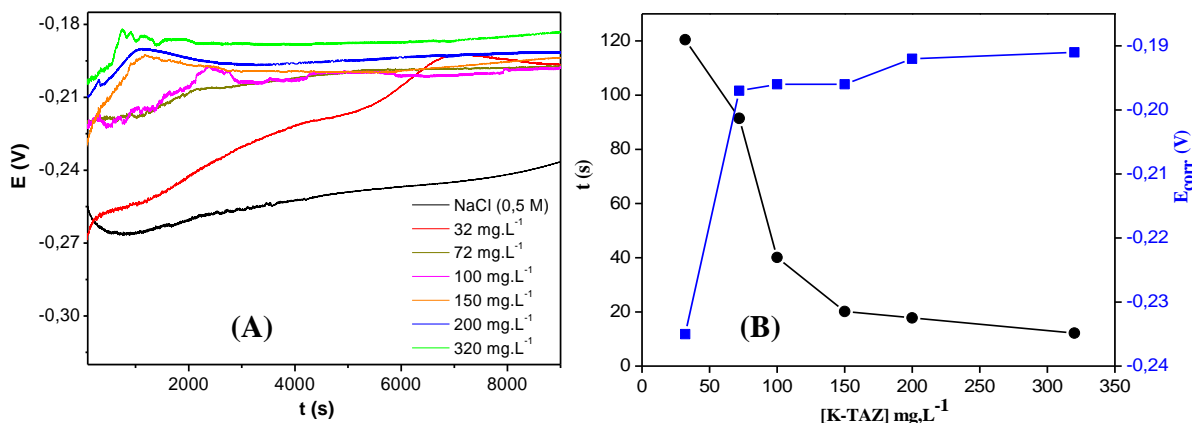 -0,18
-0,21
-0,24
-0,27
-0,30
E (V)
2000
4000
6000
8000
t (s)
NaCl (0,5 M)
32 mg.L⁻¹
72 mg.L⁻¹
100 mg.L⁻¹
150 mg.L⁻¹
200 mg.L⁻¹
320 mg.L⁻¹
(A)
120
100
80
60
40
20
0
t (s)
0
50
100
150
200
250
300
350
[K-TAZ] mg,L⁻¹
-0,19
-0,20
-0,21
-0,22
-0,23
-0,24
E_corr (V)
(B)